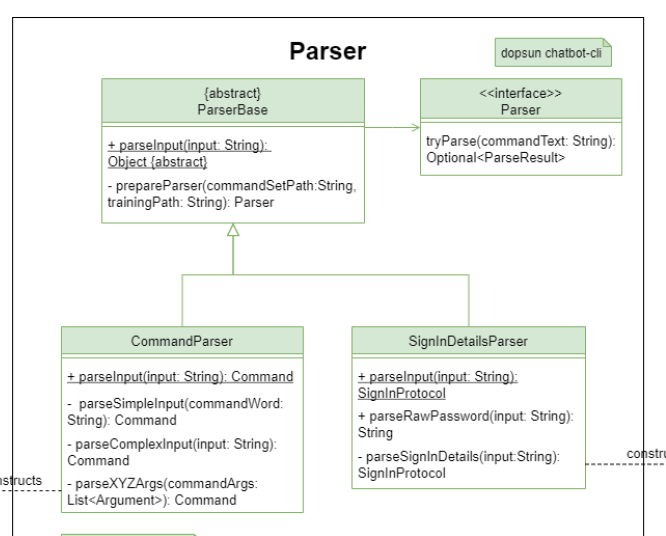 Parser
dopsun chatbot-cli
{abstract}
ParserBase
+ parseInput(input: String):
Object {abstract}
- prepareParser(commandSetPath:String,
trainingPath: String): Parser
<<interface>>
Parser
tryParse(commandText: String):
Optional<ParseResult>
CommandParser
+ parseInput(input: String): Command
- parseSimpleInput(commandWord:
String): Command
- parseComplexInput(input: String):
Command
- parseXYZArgs(commandArgs:
List<Argument>): Command
SignInDetailsParser
+ parseInput(input: String):
SignInProtocol
+ parseRawPassword(input: String):
String
- parseSignInDetails(input:String):
SignInProtocol
nstructs
constru